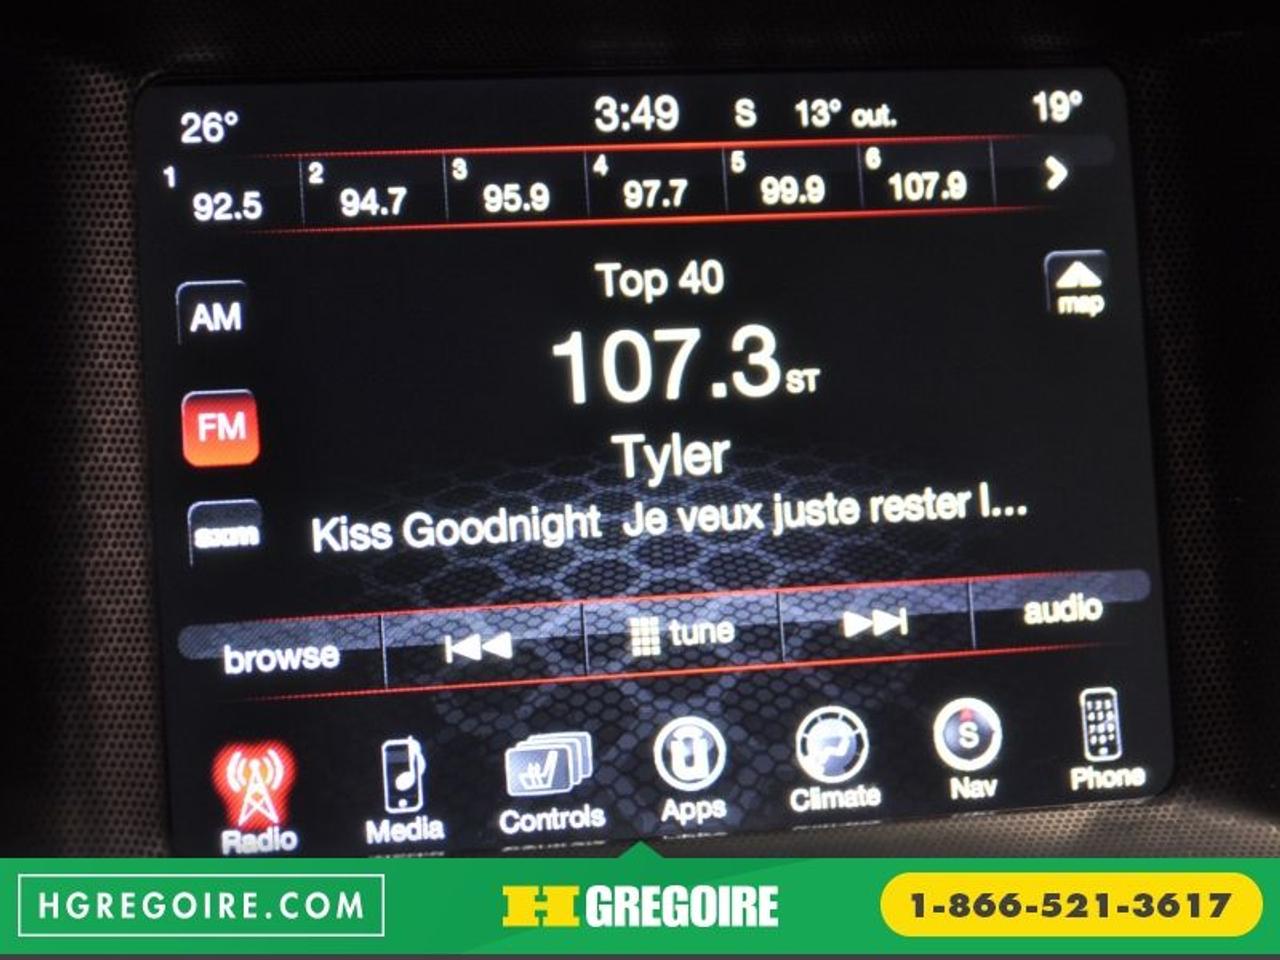 26° 3:49 S 13° out. 19°
1 92.5 2 94.7 3 95.9 4 97.7 5 99.9 6 107.9
Top 40
map
AM
107.3 ST
FM
Tyler
Kiss Goodnight Je veux juste rester l...
sxm
browse tune audio
Radio Media Controls Apps Climate S Nav Phone
HGREGOIRE.COM H GREGOIRE 1-866-521-3617